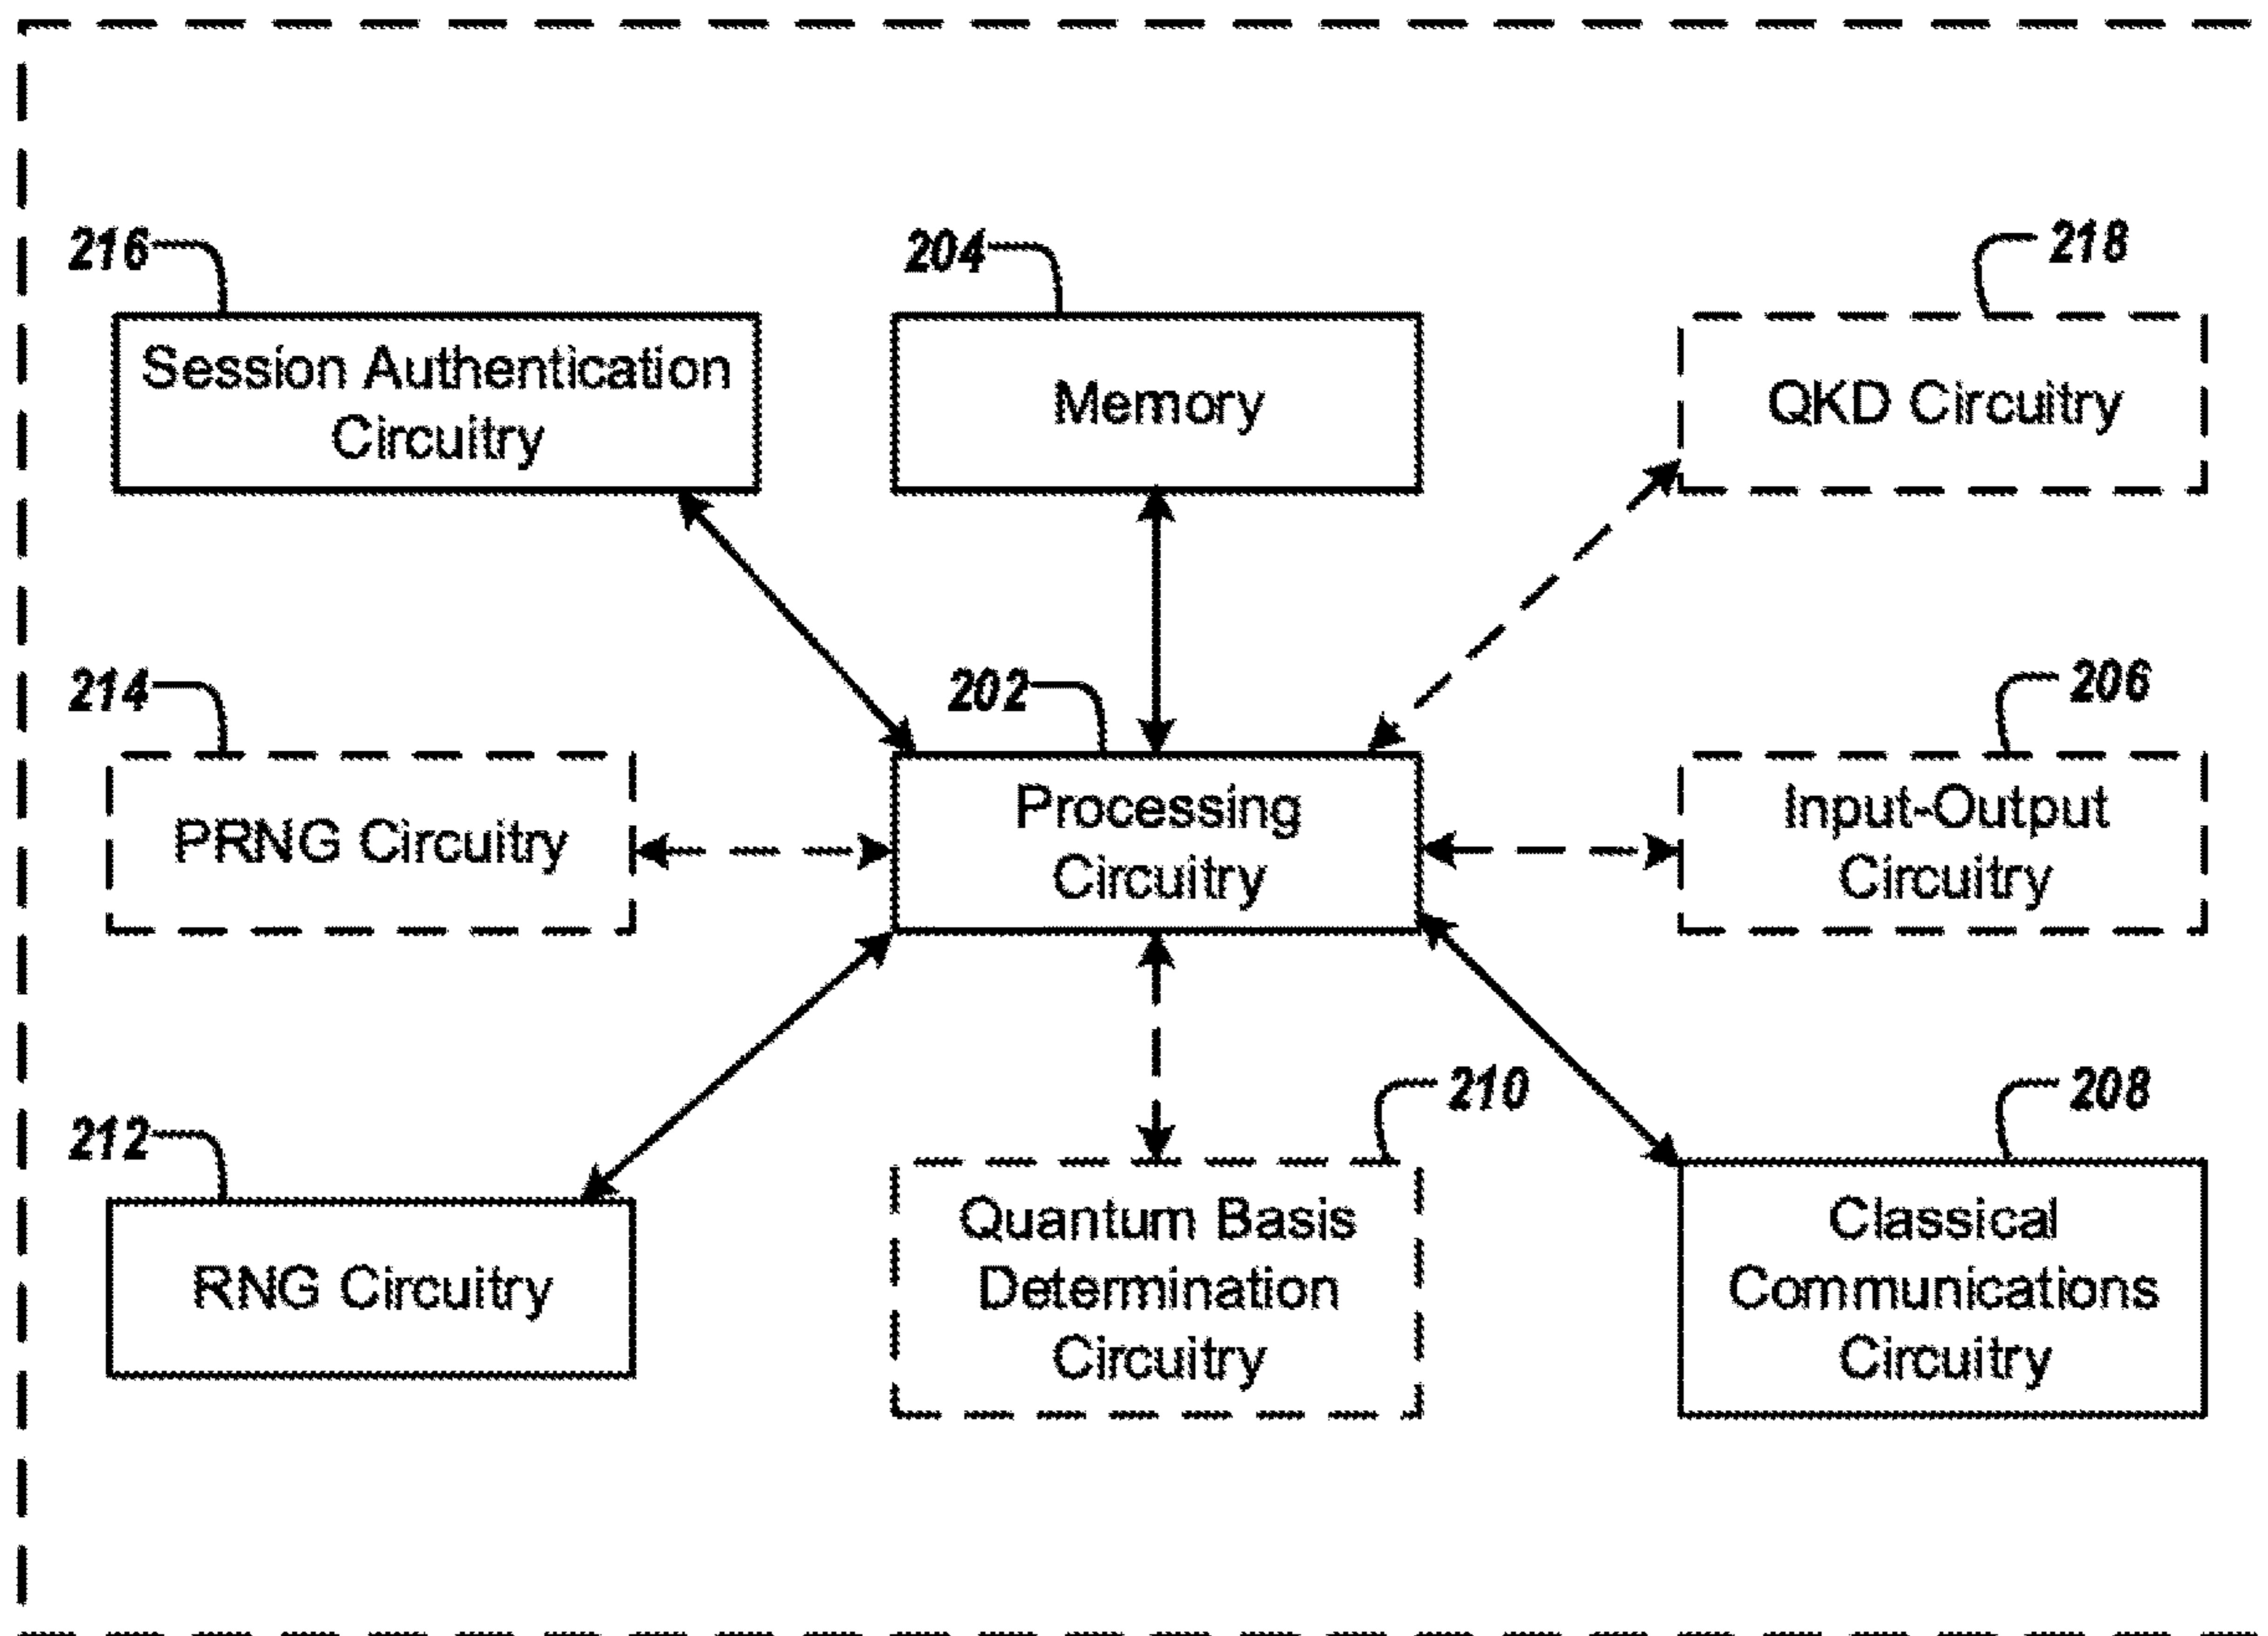 216
204
218
Session Authentication
Circuitry
Memory
QKD Circuitry
214
202
206
PRNG Circuitry
Processing
Circuitry
Input-Output
Circuitry
212
210
208
RNG Circuitry
Quantum Basis
Determination
Circuitry
Classical
Communications
Circuitry